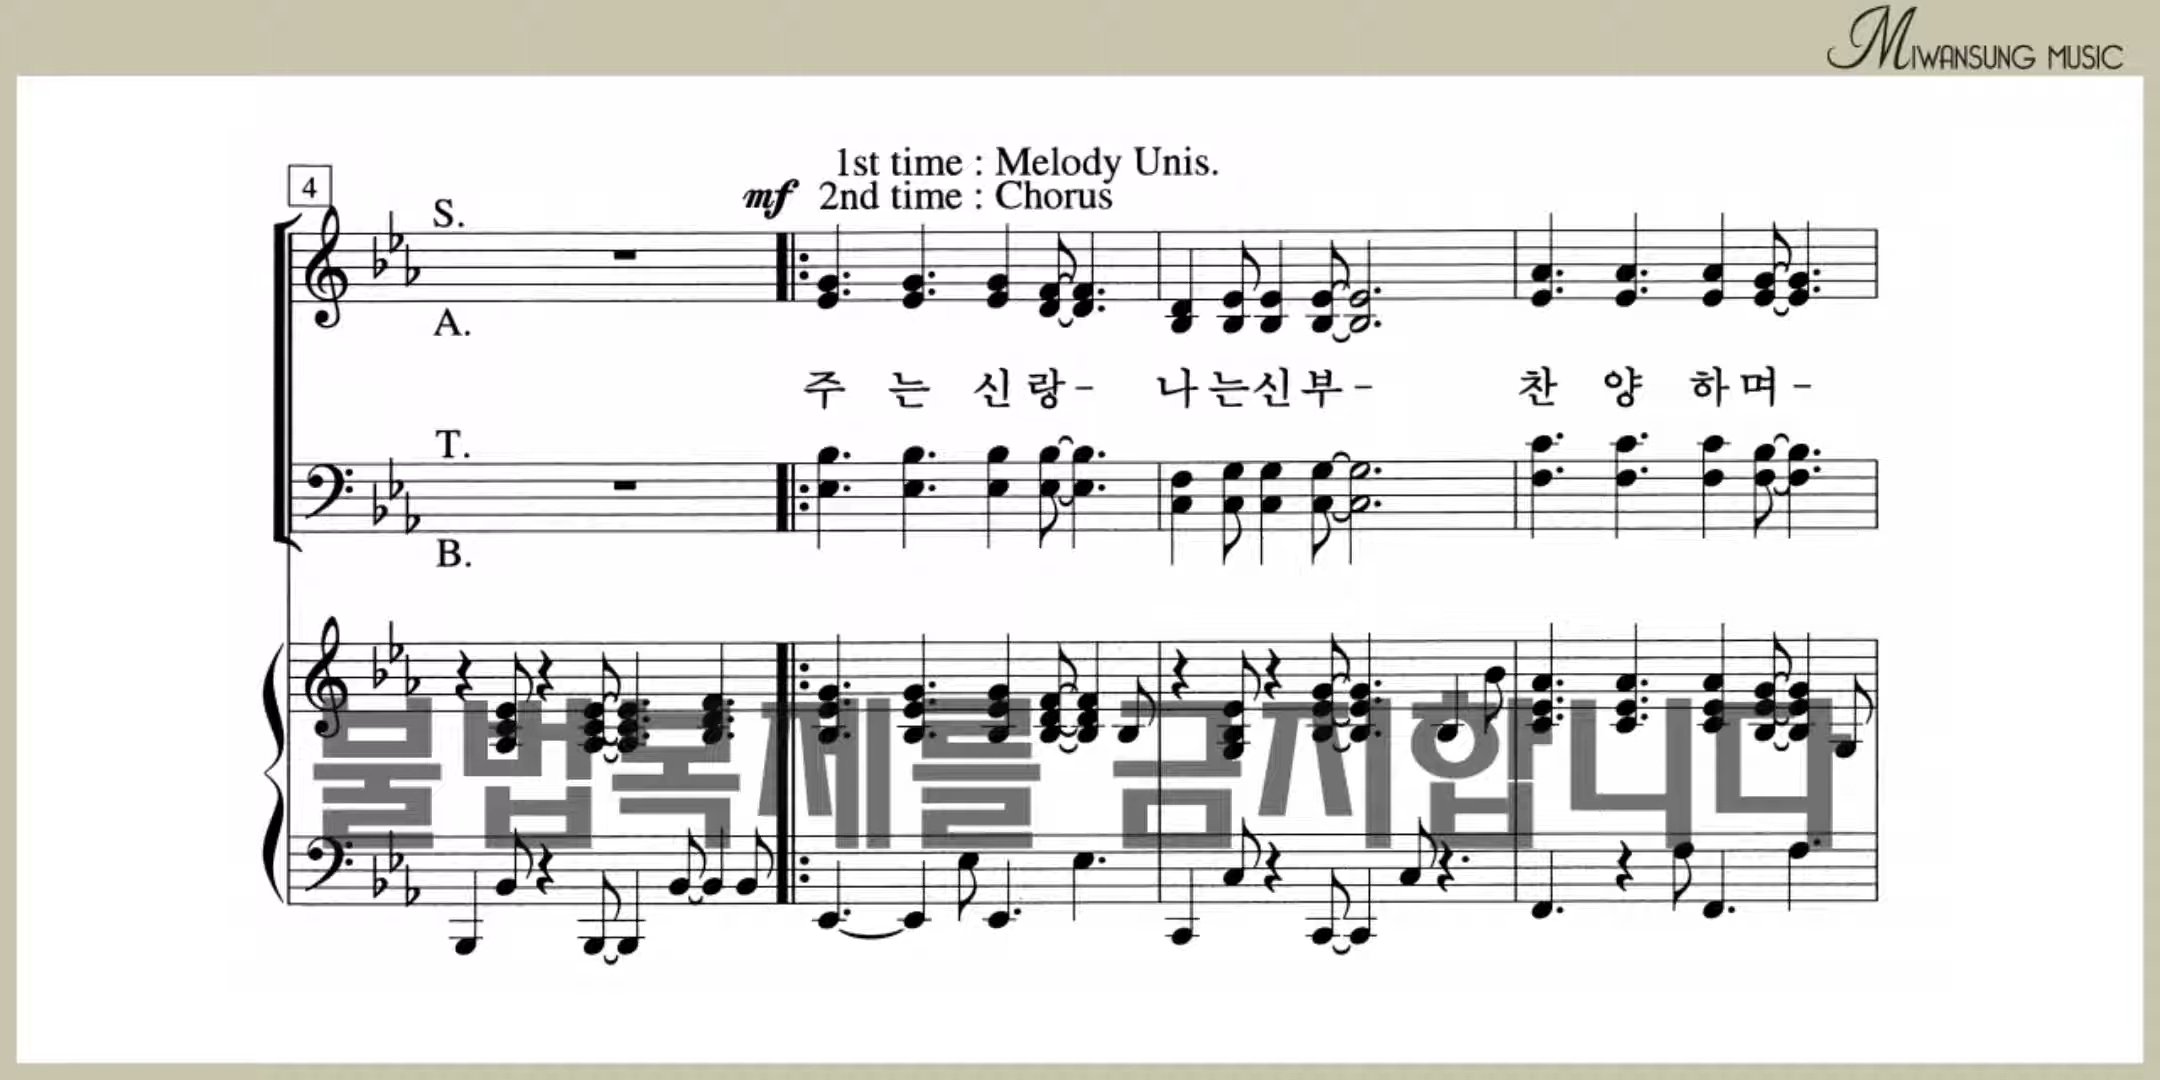 MIWANSUNG MUSIC
1st time : Melody Unis.
4
mf 2nd time : Chorus
S.
A.
주 는 신 랑- 나 는 신 부 - 찬 양 하 며 -
T.
B.
불법복제를 금지합니다